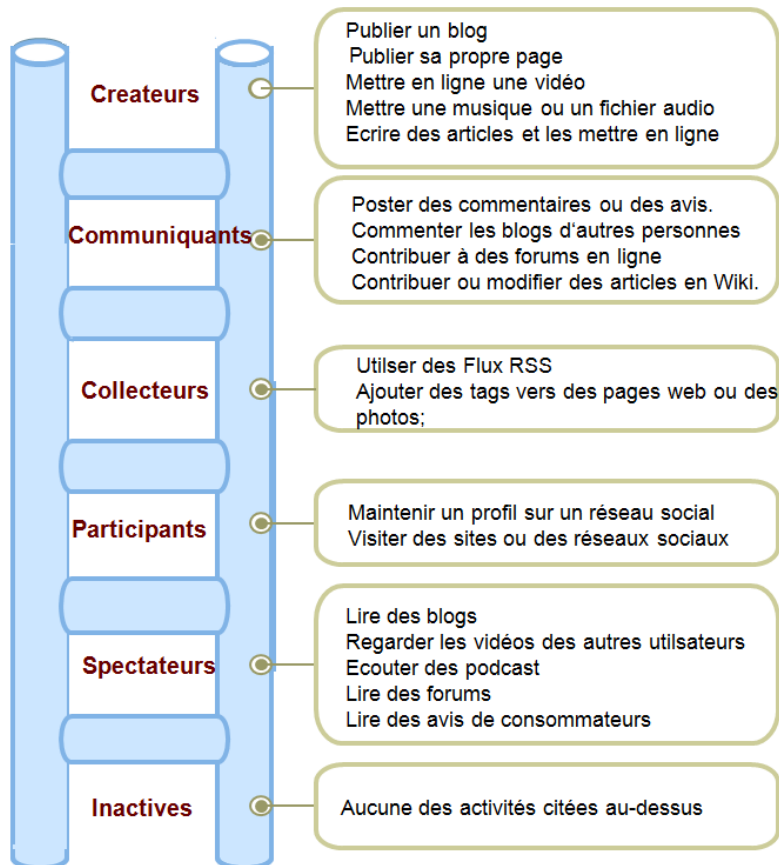 Createurs
Publier un blog
Publier sa propre page
Mettre en ligne une vidéo
Mettre une musique ou un fichier audio
Ecrire des articles et les mettre en ligne
Communiquants
Poster des commentaires ou des avis.
Commenter les blogs d'autres personnes
Contribuer à des forums en ligne
Contribuer ou modifier des articles en Wiki.
Collecteurs
Utilser des Flux RSS
Ajouter des tags vers des pages web ou des
photos;
Participants
Maintenir un profil sur un réseau social
Visiter des sites ou des réseaux sociaux
Spectateurs
Lire des blogs
Regarder les vidéos des autres utilsateurs
Ecouter des podcast
Lire des forums
Lire des avis de consommateurs
Inactives
Aucune des activités citées au-dessus